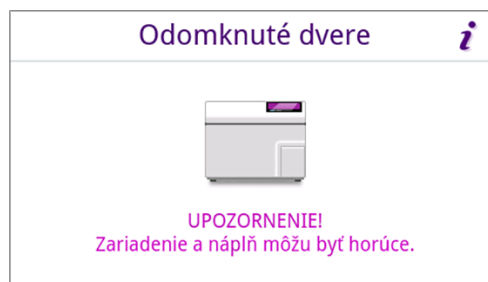 Odomknuté dvere i
UPOZORNENIE!
Zariadenie a náplň môžu byť horúce.